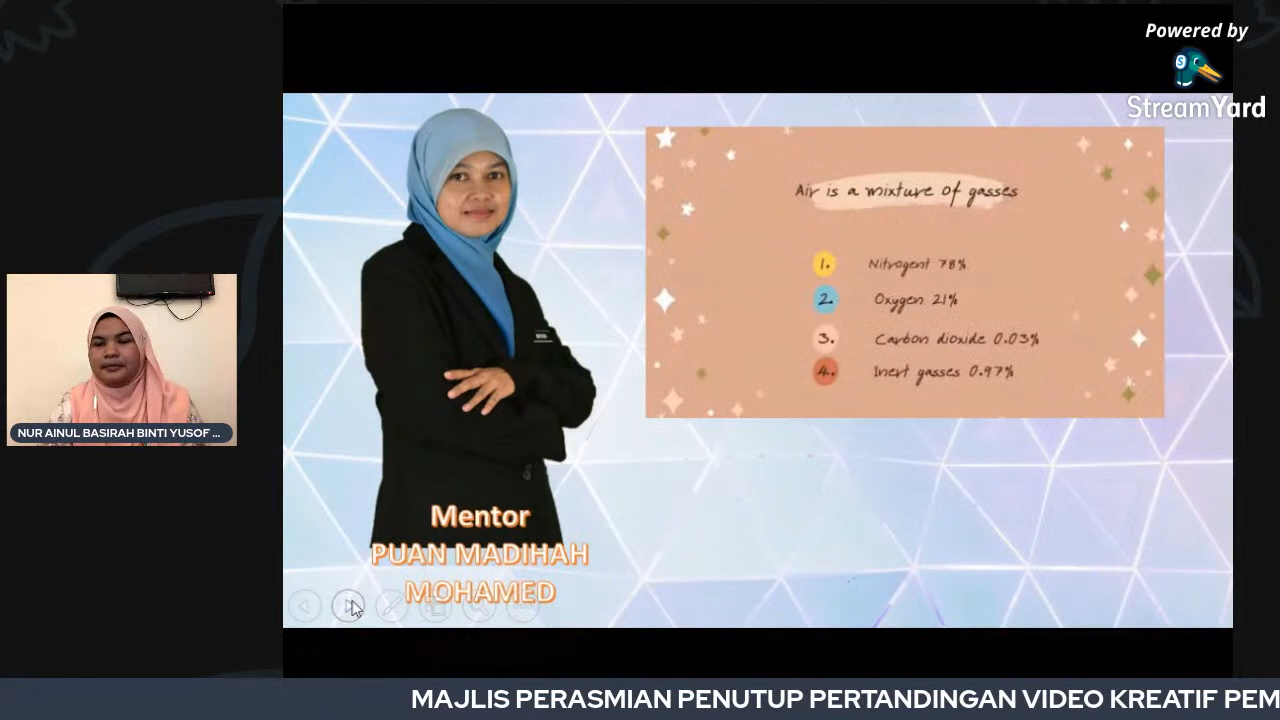 Powered by
StreamYard
Air is a mixture of gasses
1. Nitrogent 78%
2. Oxygen 21%
3. Carbon dioxide 0.03%
4. Inert gasses 0.97%
NUR AINUL BASIRAH BINTI YUSOF ...
Mentor
PUAN MADIHAH
MOHAMED
MAJLIS PERASMIAN PENUTUP PERTANDINGAN VIDEO KREATIF PEM